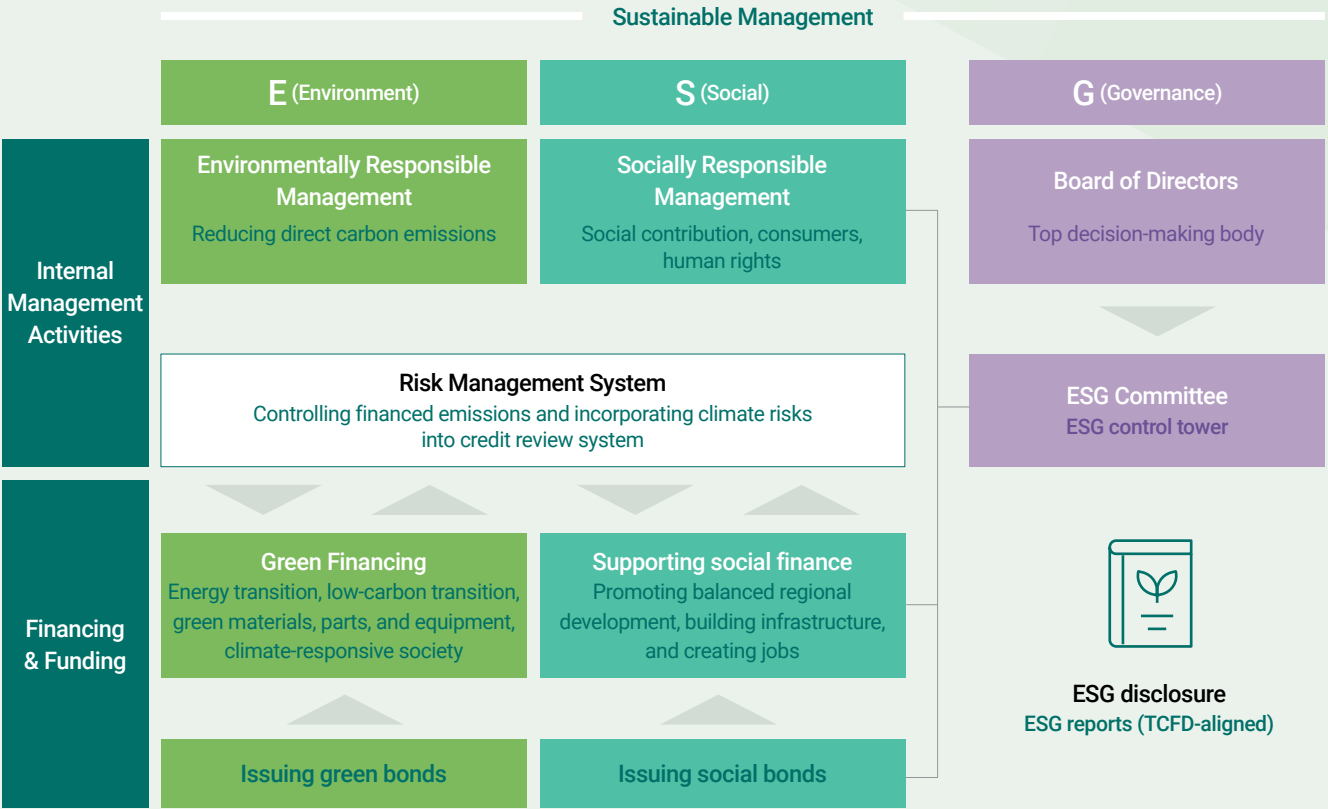 Sustainable Management
E (Environment)
S (Social)
G (Governance)
Internal
Management
Activities
Environmentally Responsible
Management
Reducing direct carbon emissions
Socially Responsible
Management
Social contribution, consumers,
human rights
Board of Directors
Top decision-making body
Risk Management System
Controlling financed emissions and incorporating climate risks
into credit review system
ESG Committee
ESG control tower
Financing
& Funding
Green Financing
Energy transition, low-carbon transition,
green materials, parts, and equipment,
climate-responsive society
Supporting social finance
Promoting balanced regional
development, building infrastructure,
and creating jobs
ESG disclosure
ESG reports (TCFD-aligned)
Issuing green bonds
Issuing social bonds